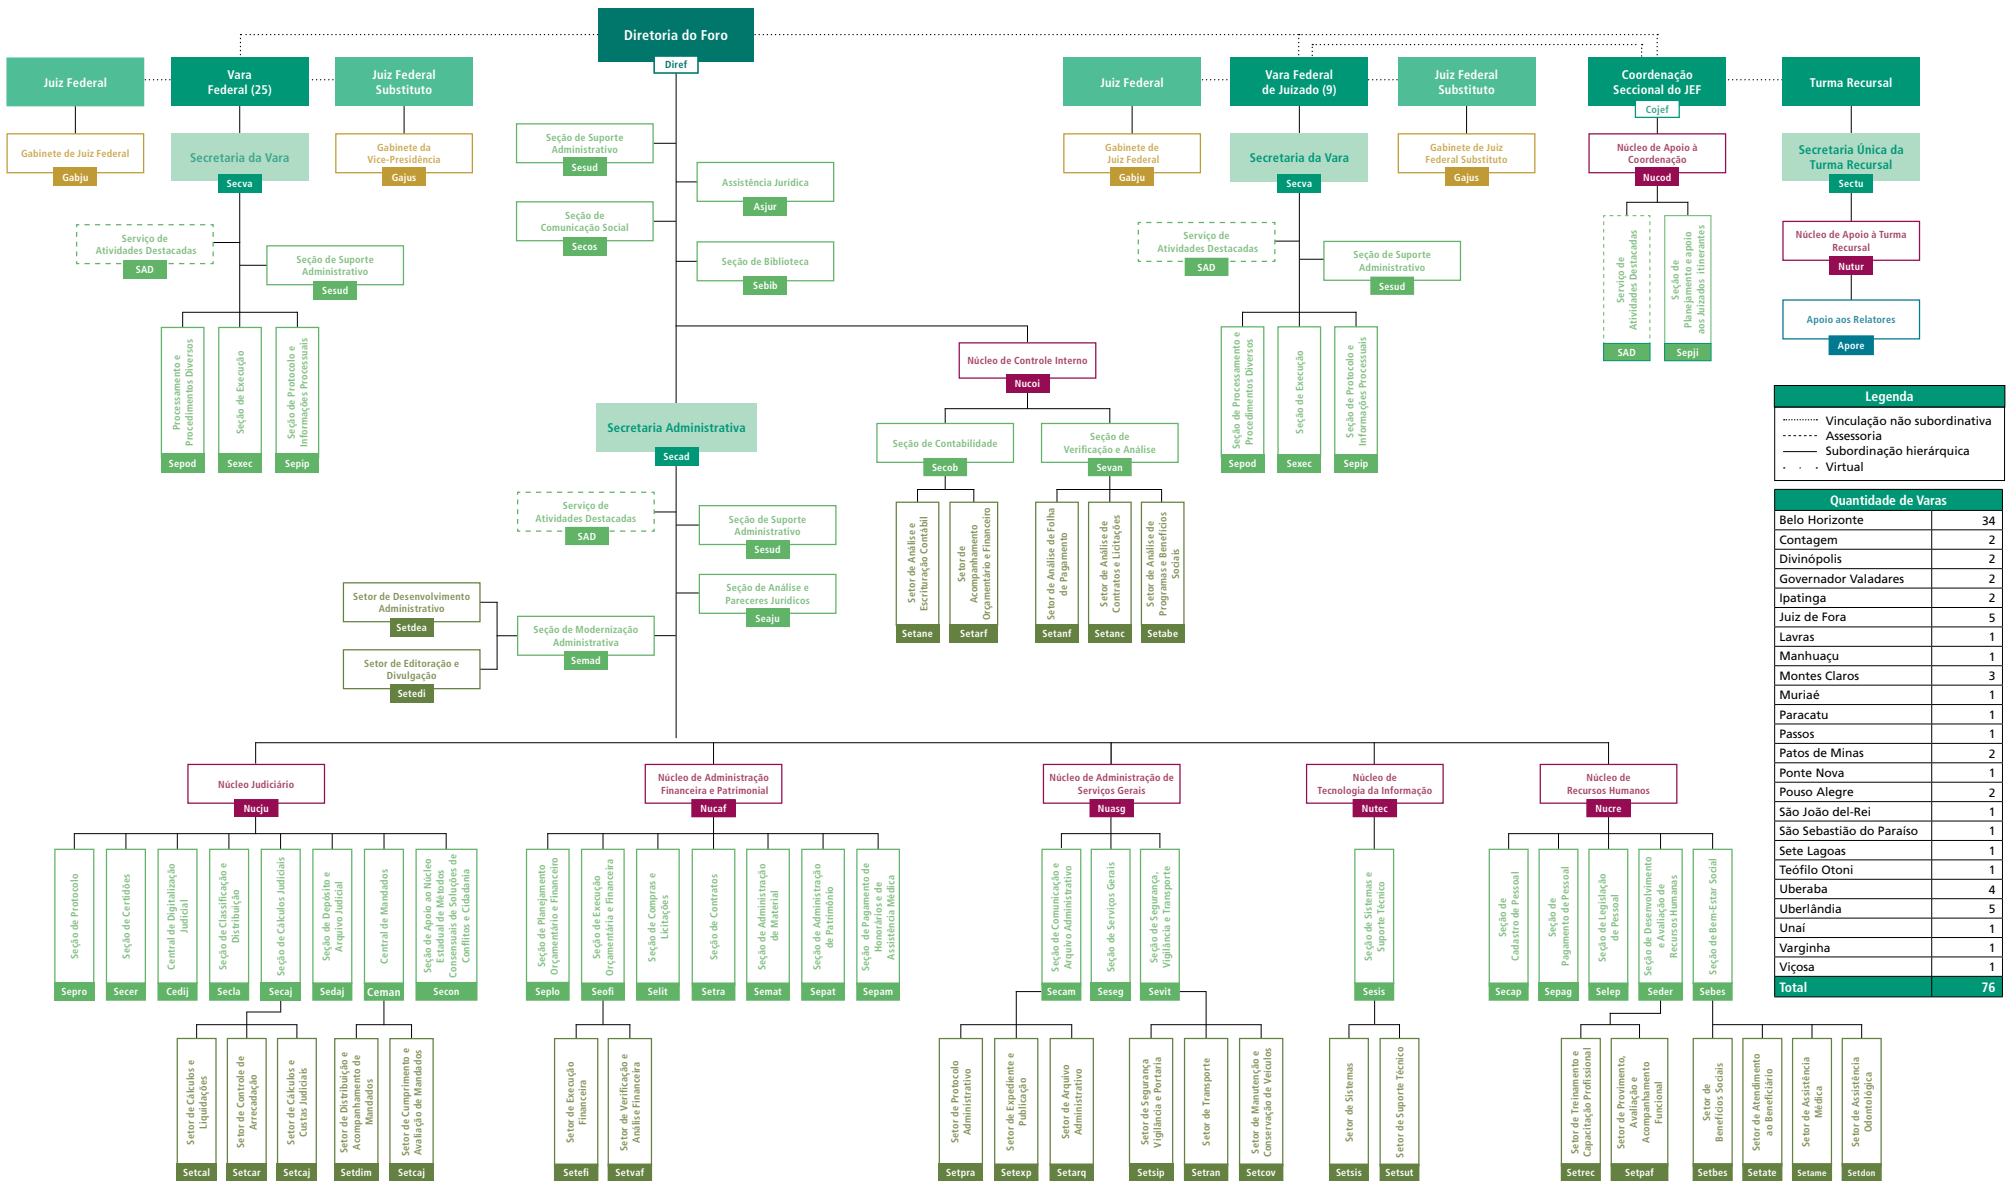 Diretoria do Foro
Diref
Juiz Federal
Gabinete de Juiz Federal
Gabju
Vara
Federal (25)
Secretaria da Vara
Secva
Juiz Federal
Substituto
Gabinete da
Vice-Presidência
Gajus
Serviço de
Atividades Destacadas
SAD
Seção de Suporte
Administrativo
Sesud
Processamento e
Procedimentos Diversos
Sepod
Seção de Execução
Sexec
Seção de Protocolo e
Informações Processuais
Sepip
Seção de Suporte
Administrativo
Sesud
Assistência Jurídica
Asjur
Seção de
Comunicação Social
Secos
Seção de Biblioteca
Sebib
Juiz Federal
Gabinete de
Juiz Federal
Gabju
Vara Federal
de Juízado (9)
Secretaria da Vara
Secva
Juiz Federal
Substituto
Gabinete de Juiz
Federal Substituto
Gajus
Serviço de
Atividades Destacadas
SAD
Seção de Suporte
Administrativo
Sesud
Seção de Processamento e
Procedimentos Diversos
Sepod
Seção de Execução
Sexec
Seção de Protocolo e
Informações Processuais
Sepip
Coordenação
Seccional do JEF
Cojef
Núcleo de Apoio à
Coordenação
Nucod
Serviço de
Atividades Destacadas
SAD
Seção de
Planejamento e apoio
aos Juizados itinerantes
Sepji
Turma Recursal
Secretaria Única da
Turma Recursal
Sectu
Núcleo de Apoio à Turma
Recursal
Nutur
Apoio aos Relatores
Apore
Núcleo de Controle Interno
Nucoi
Seção de Contabilidade
Secob
Seção de
Verificação e Análise
Sevan
Setor de Análise e
Escrituração Contábil
Setane
Setor de
Acompanhamento
Orçamentário e Financeiro
Setarf
Setor de Análise de Folha
de Pagamento
Setanf
Setor de Análise de
Contratos e Licitações
Setanc
Setor de Análise de
Programas e Benefícios
Sociais
Setabe
Secretaria Administrativa
Secad
Serviço de
Atividades Destacadas
SAD
Seção de Suporte
Administrativo
Sesud
Seção de Análise e
Pareceres Jurídicos
Seaju
Seção de Modernização
Administrativa
Semad
Setor de Desenvolvimento
Administrativo
Setdea
Setor de Editoração e
Divulgação
Setedi
Legenda
Vinculação não subordinativa
Assessoria
Subordinação hierárquica
Virtual
Quantidade de Varas
Belo Horizonte 34
Contagem 2
Divinópolis 2
Governador Valadares 2
Ipatinga 2
Juiz de Fora 5
Lavras 1
Manhuaçu 1
Montes Claros 3
Muriaé 1
Paracatu 1
Passos 1
Patos de Minas 2
Ponte Nova 1
Pouso Alegre 2
São João del-Rei 1
São Sebastião do Paraíso 1
Sete Lagoas 1
Teófilo Otoni 1
Uberaba 4
Uberlândia 5
Unaí 1
Varginha 1
Viçosa 1
Total 76
Núcleo Judiciário
Nucju
Seção de Protocolo
Sepro
Seção de Certidões
Secer
Central de Digitalização
Judicial
Cedij
Seção de Classificação e
Distribuição
Secla
Seção de Cálculos Judiciais
Secaj
Seção de Depósito e
Arquivo Judicial
Sedaj
Central de Mandados
Ceman
Seção de Apoio ao Núcleo
Estadual de Métodos
Consensuais de Soluções de
Conflitos e Cidadania
Secon
Setor de Cálculos e
Liquidações
Setcal
Setor de Controle de
Arrecadação
Setcar
Setor de Cálculos e
Custas Judiciais
Setcaj
Setor de Distribuição e
Acompanhamento de
Mandados
Setdim
Setor de Cumprimento e
Avaliação de Mandados
Setcaj
Núcleo de Administração
Financeira e Patrimonial
Nucaf
Seção de Planejamento
Orçamentário e Financeiro
Seplo
Seção de Execução
Orçamentária e Financeira
Seofi
Seção de Compras e
Licitações
Selit
Seção de Contratos
Setra
Seção de Administração
de Material
Semat
Seção de Administração
de Patrimônio
Sepat
Seção de Pagamento de
Honorários e de
Assistência Médica
Sepam
Setor de Execução
Financeira
Setefi
Setor de Verificação e
Análise Financeira
Setvaf
Núcleo de Administração de
Serviços Gerais
Nuasg
Seção de Comunicação e
Arquivo Administrativo
Secam
Seção de Serviços Gerais
Seseg
Seção de Segurança,
Vigilância e Transporte
Sevit
Setor de Protocolo
Administrativo
Setpra
Setor de Expediente e
Publicação
Setexp
Setor de Arquivo
Administrativo
Setarq
Setor de Segurança
Vigilância e Portaria
Setsip
Setor de Transporte
Setran
Setor de Manutenção e
Conservação de Veículos
Setcov
Núcleo de
Tecnologia da Informação
Nutec
Seção de Sistemas e
Suporte Técnico
Sesis
Setor de Sistemas
Setsis
Setor de Suporte Técnico
Setsut
Núcleo de
Recursos Humanos
Nucre
Seção de
Cadastro de Pessoal
Secap
Seção de
Pagamento de Pessoal
Sepag
Seção de Legislação
de Pessoal
Selep
Seção de Desenvolvimento
e Avaliação de
Recursos Humanas
Seder
Seção de Bem-Estar Social
Sebes
Setor de Treinamento e
Capacitação Profissional
Setrec
Setor de Provimento,
Avaliação e
Acompanhamento
Funcional
Setpaf
Setor de
Benefícios Sociais
Setbes
Setor de Atendimento
ao Beneficiário
Setate
Setor de Assistência
Médica
Setame
Setor de Assistência
Odontológica
Setdon